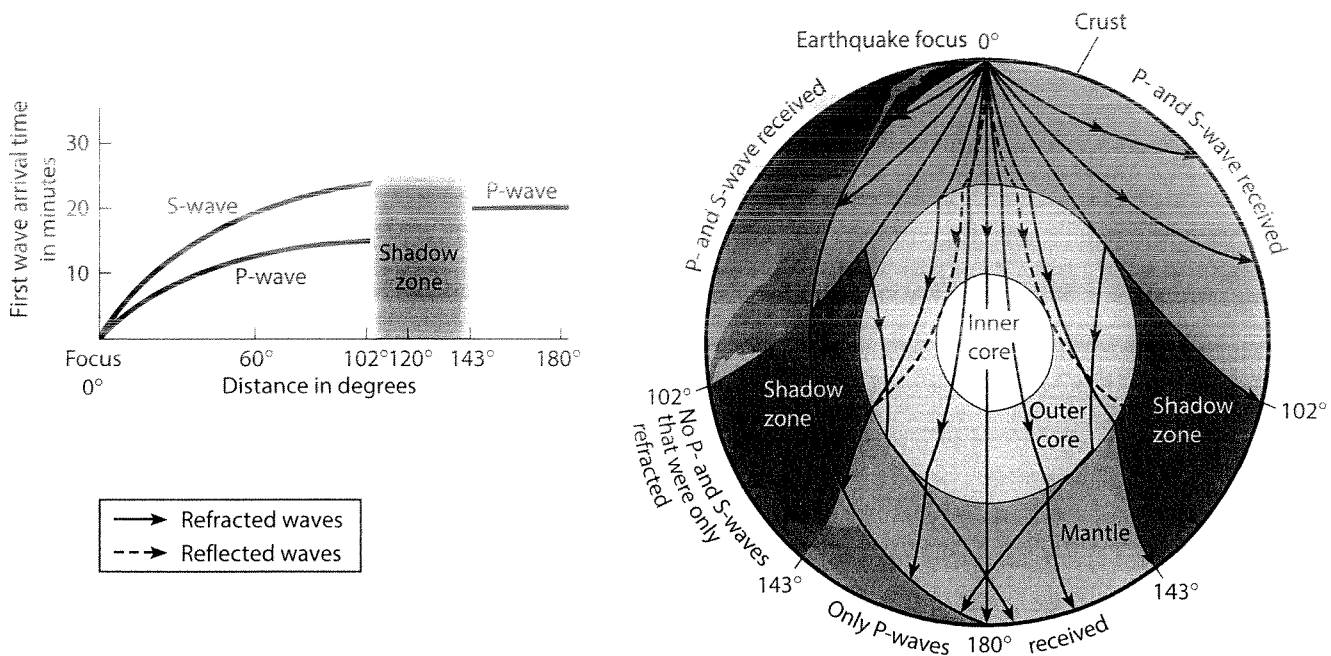 First wave arrival time
in minutes
30
20
10
S-wave
P-wave
Shadow
zone
P-wave
Focus
0°
60°
102°
120°
143°
180°
Distance in degrees
Refracted waves
Reflected waves
Earthquake focus 0°
Crust
P- and S-wave received
P- and S-wave received
Inner
core
Outer
core
Mantle
Shadow
zone
Shadow
zone
102°
102°
No P- and S-waves
that were only
refracted
143°
143°
Only P-waves 180° received